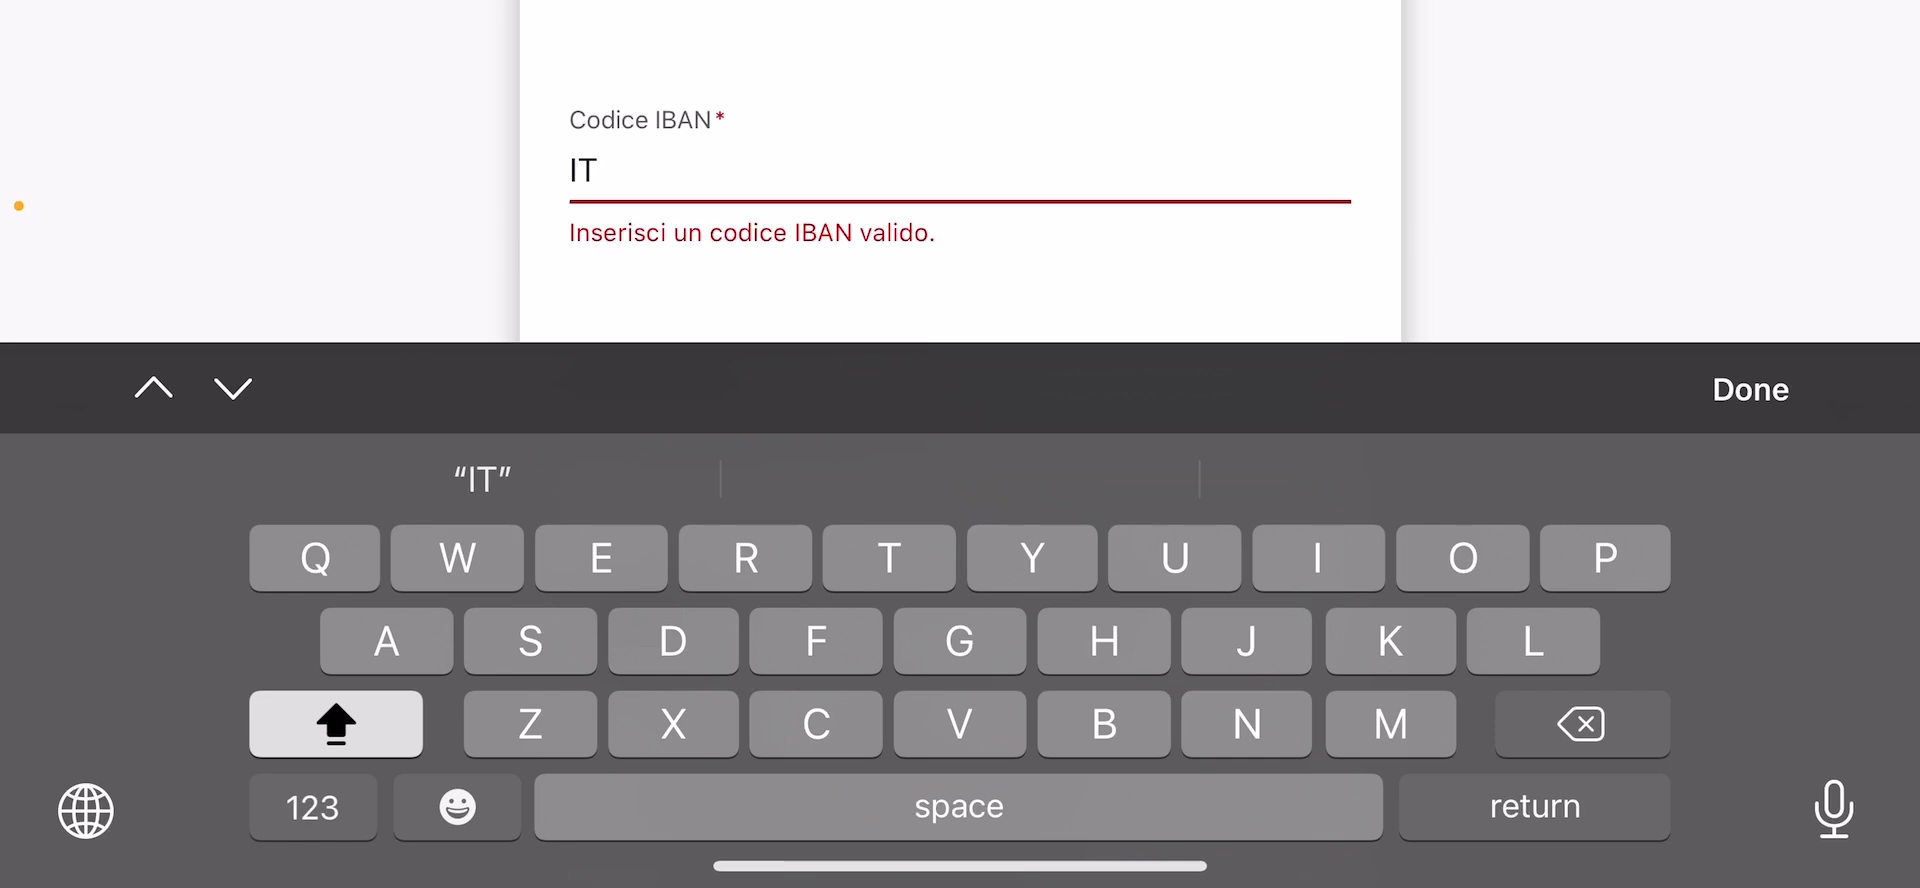 Codice IBAN*
IT
Inserisci un codice IBAN valido.
Done
“IT”
Q W E R T Y U I O P
A S D F G H J K L
Z X C V B N M
123 space return